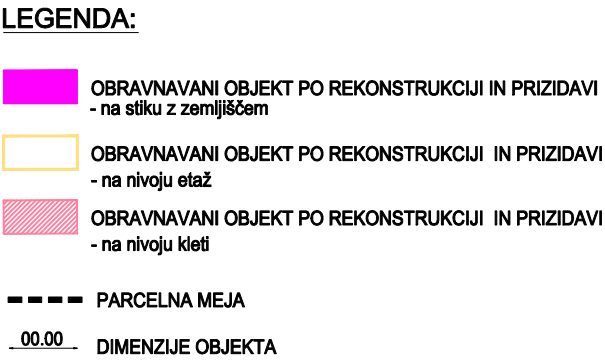 LEGENDA:
OBRAVNAVANI OBJEKT PO REKONSTRUKCIJI IN PRIZIDAVI
- na stiku z zemljiščem
OBRAVNAVANI OBJEKT PO REKONSTRUKCIJI IN PRIZIDAVI
- na nivoju etaž
OBRAVNAVANI OBJEKT PO REKONSTRUKCIJI IN PRIZIDAVI
- na nivoju kleti
PARCELNA MEJA
00.00 DIMENZIJE OBJEKTA